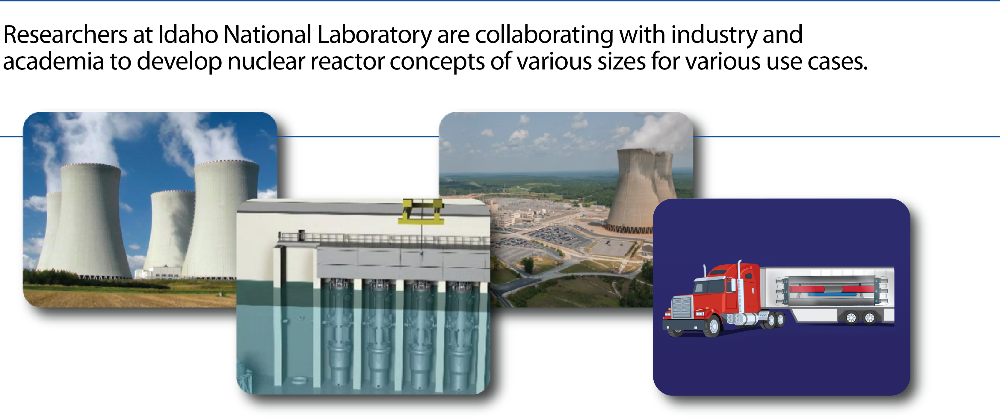 Researchers at Idaho National Laboratory are collaborating with industry and
academia to develop nuclear reactor concepts of various sizes for various use cases.